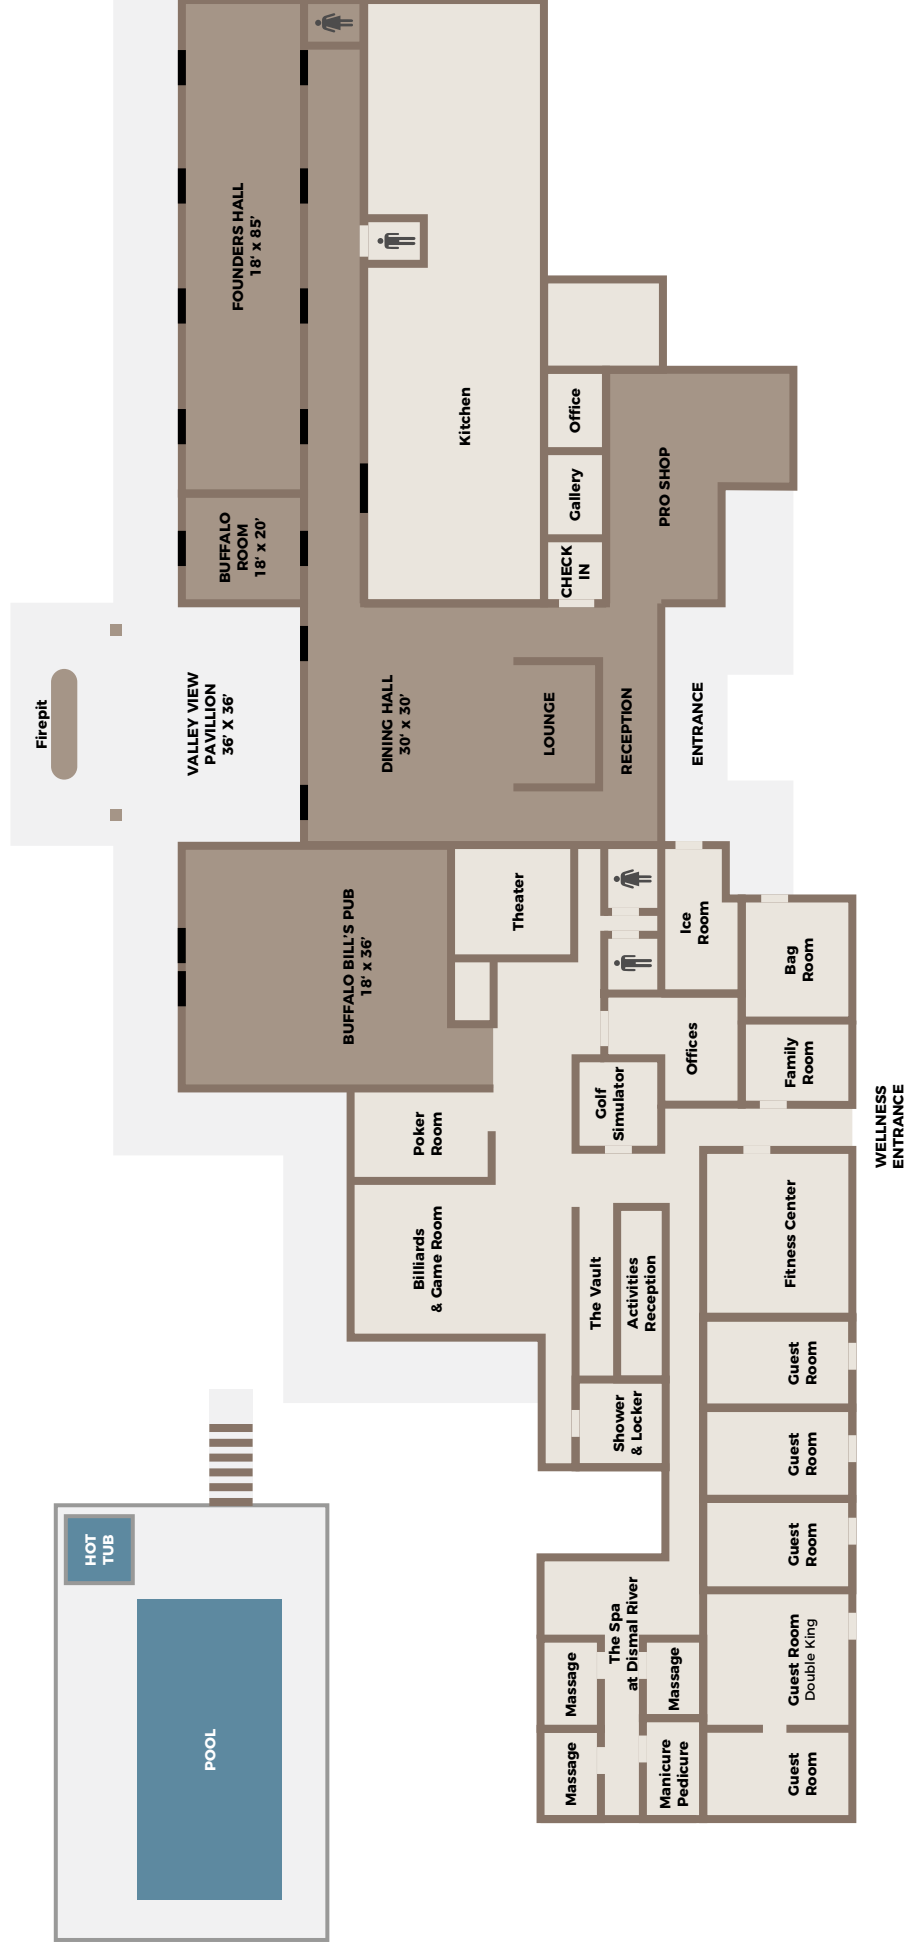 FOUNDERS HALL
18' x 85'
Kitchen
Office
Gallery
CHECK
IN
PRO SHOP
BUFFALO
ROOM
18' x 20'
Firepit
VALLEY VIEW
PAVILLION
36' X 36'
DINING HALL
30' x 30'
LOUNGE
RECEPTION
ENTRANCE
BUFFALO BILL'S PUB
18' x 36'
Theater
Ice
Room
Bag
Room
Offices
Family
Room
Golf
Simulator
Poker
Room
WELLNESS
ENTRANCE
Billiards
& Game Room
The Vault
Activities
Reception
Fitness Center
Shower
& Locker
Guest
Room
Guest
Room
Guest
Room
HOT
TUB
POOL
The Spa
at Dismal River
Massage
Massage
Guest Room
Double King
Massage
Manicure
Pedicure
Guest
Room